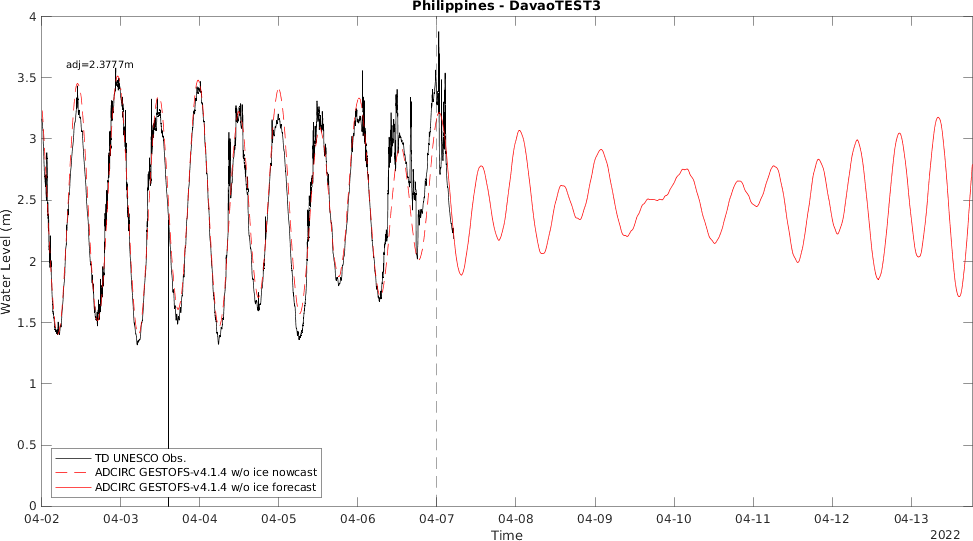 Philippines - DavaoTEST3
adj=2.3777m
Water Level (m)
4
3.5
3
2.5
2
1.5
1
0.5
0
TD UNESCO Obs.
ADCIRC GESTOFS-v4.1.4 w/o ice nowcast
ADCIRC GESTOFS-v4.1.4 w/o ice forecast
04-02 04-03 04-04 04-05 04-06 04-07 04-08 04-09 04-10 04-11 04-12 04-13
Time
2022